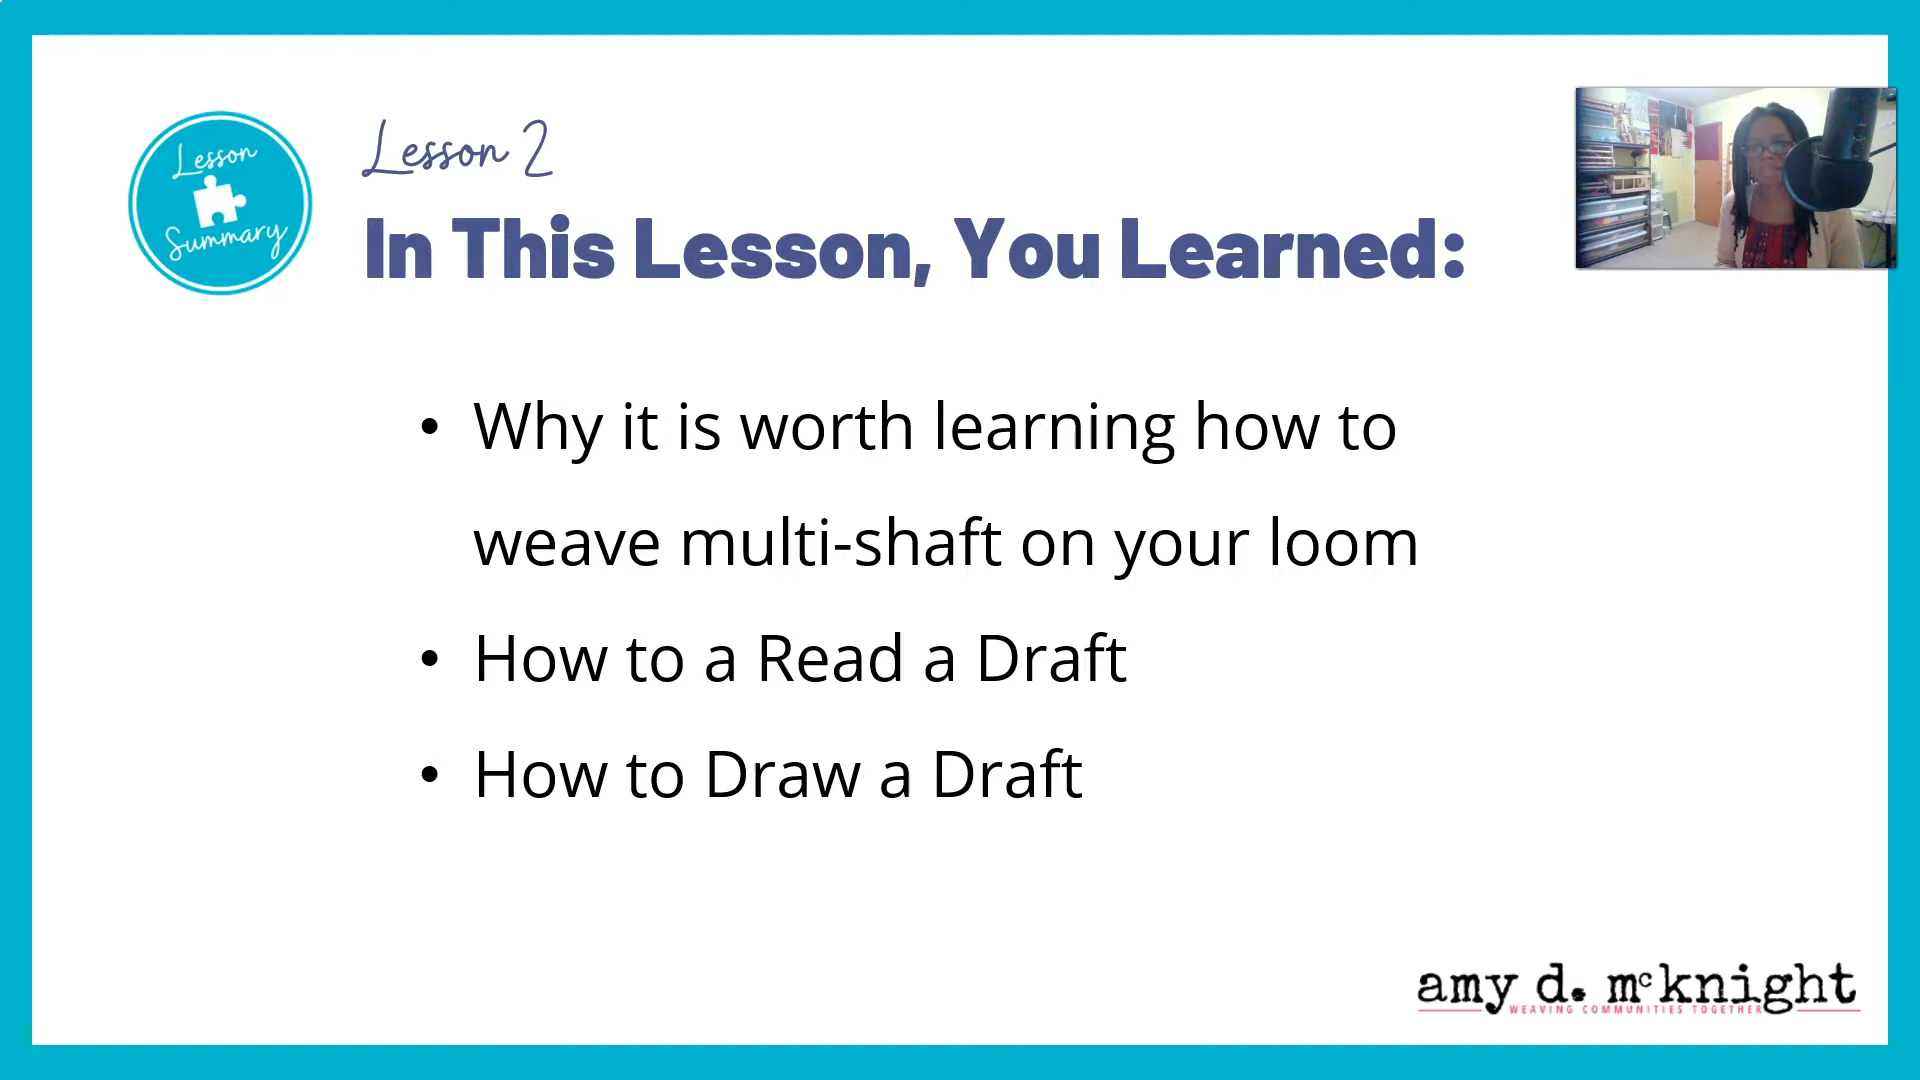 Lesson
Summary
Lesson 2
In This Lesson, You Learned:
• Why it is worth learning how to
weave multi-shaft on your loom
• How to a Read a Draft
• How to Draw a Draft
amy d. mcknight
WEAVING COMMUNITIES TOGETHER